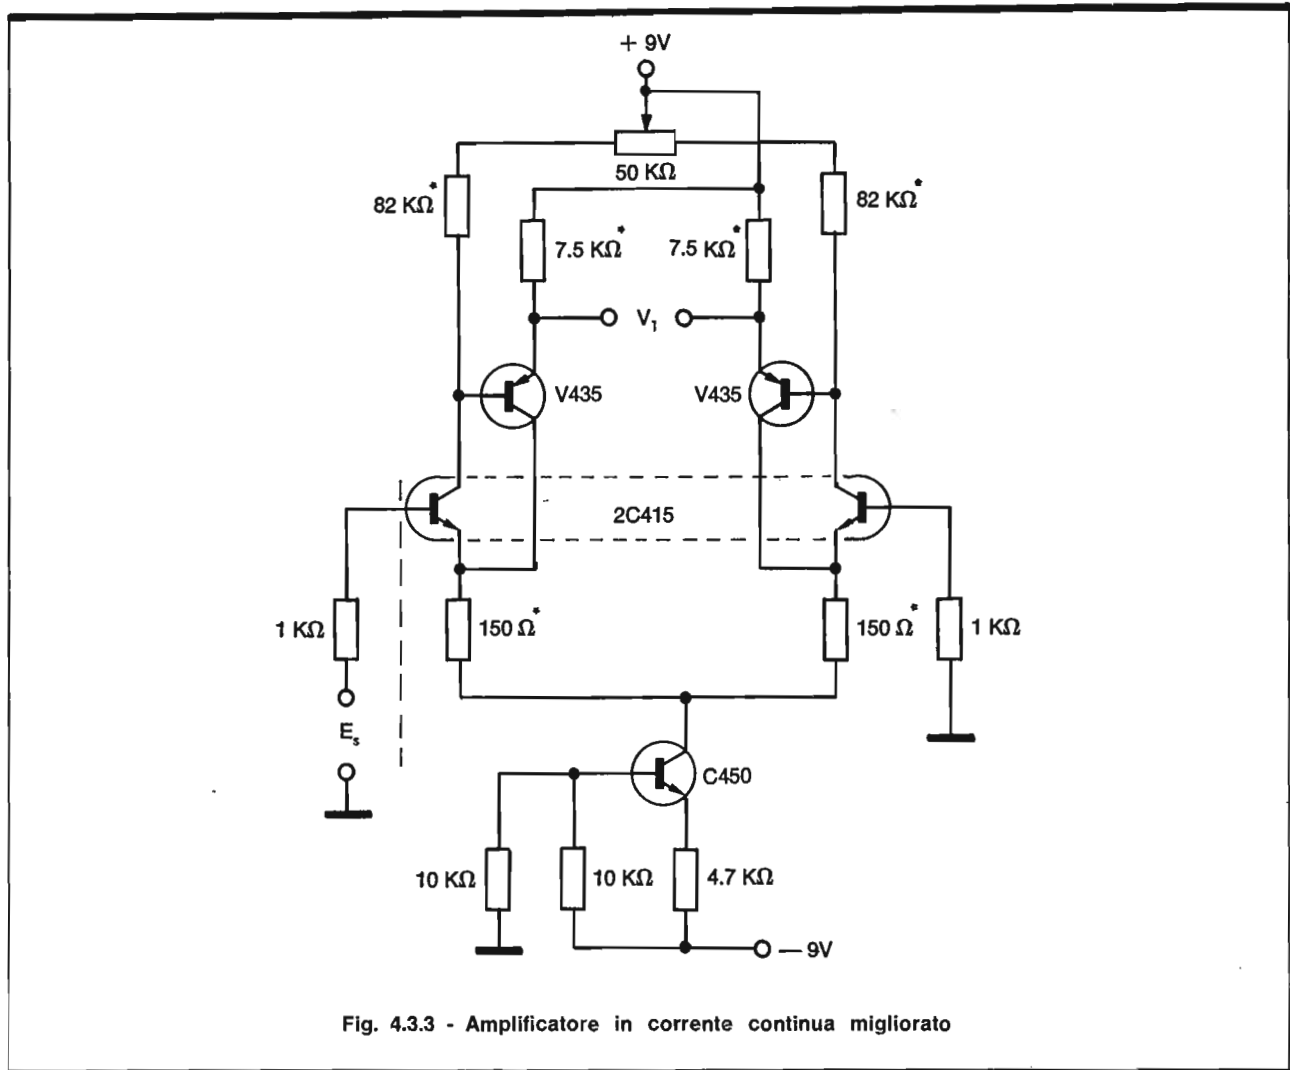 + 9V
50 KΩ
82 KΩ*
82 KΩ*
7.5 KΩ*
7.5 KΩ*
V₁
V435
V435
2C415
1 KΩ
150 Ω*
150 Ω*
1 KΩ
Eₛ
C450
10 KΩ
10 KΩ
4.7 KΩ
— 9V
Fig. 4.3.3 - Amplificatore in corrente continua migliorato